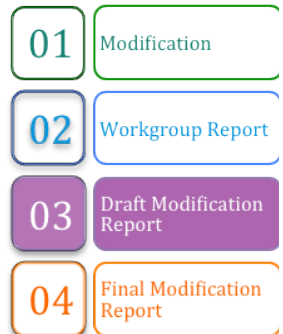 01
Modification
02
Workgroup Report
03
Draft Modification
Report
04
Final Modification
Report